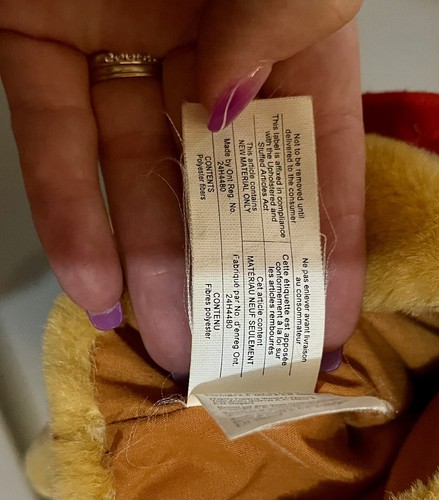 Not to be removed until
delivered to the consumer
This label is affixed in compliance
with the Upholstered and
Stuffed Articles Act
This article contains
NEW MATERIAL ONLY
Made by Ont Reg. No.
24H4480
CONTENTS
Polyester fibers
Ne pas enlever avant livraison
au consommateur
Cette étiquette est apposée
conformément à la loi sur
les articles rembourrés
Cet article contient
MATÉRIAU NEUF SEULEMENT
Fabriqué par No. d'enreg Ont.
24H4480
CONTENU
Fibres polyester